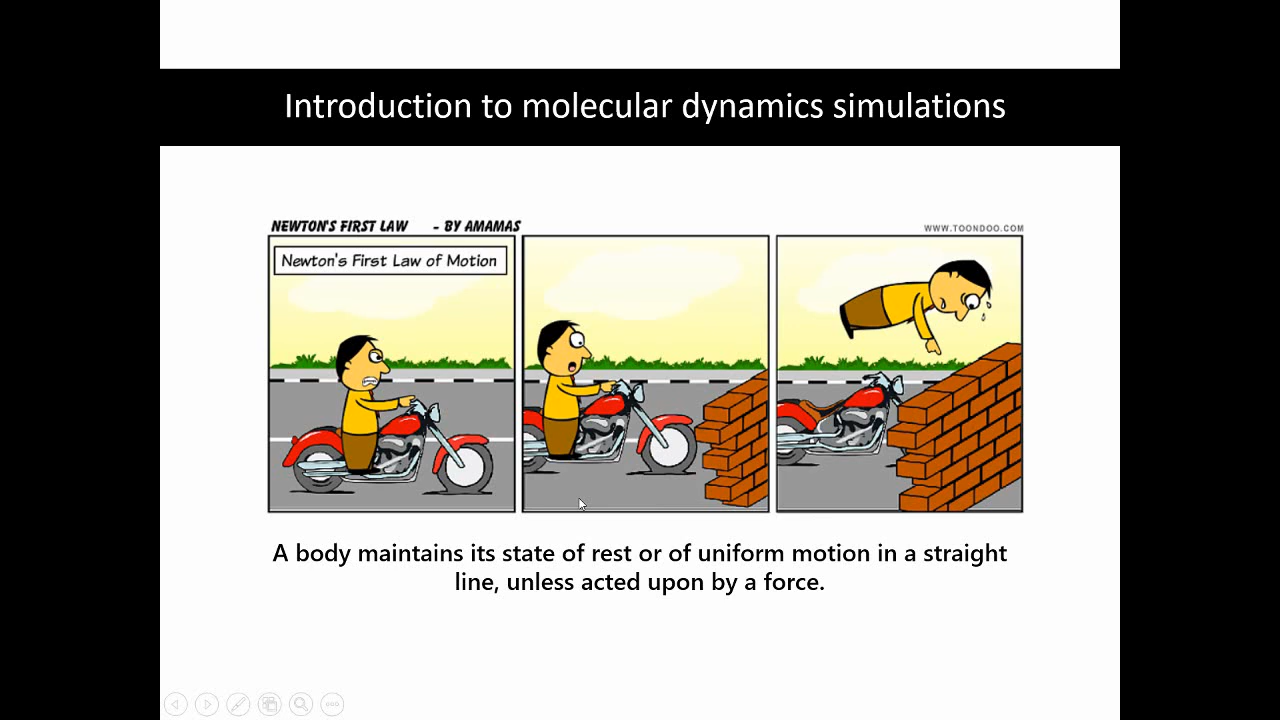 Introduction to molecular dynamics simulations
NEWTON'S FIRST LAW - BY AMAMAS
WWW.TOONDOO.COM
Newton's First Law of Motion
A body maintains its state of rest or of uniform motion in a straight
line, unless acted upon by a force.